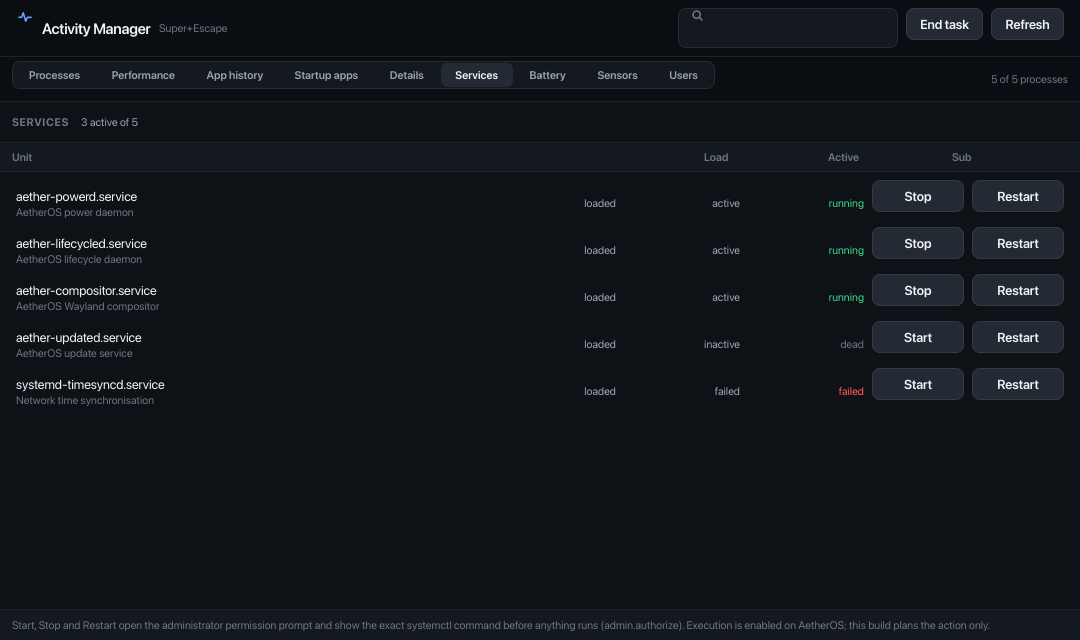 Activity Manager Super+Escape
End task
Refresh
Processes Performance App history Startup apps Details Services Battery Sensors Users
5 of 5 processes
SERVICES 3 active of 5
Unit Load Active Sub
aether-powerd.service
AetherOS power daemon
loaded active running Stop Restart
aether-lifecycled.service
AetherOS lifecycle daemon
loaded active running Stop Restart
aether-compositor.service
AetherOS Wayland compositor
loaded active running Stop Restart
aether-updated.service
AetherOS update service
loaded inactive dead Start Restart
systemd-timesyncd.service
Network time synchronisation
loaded failed failed Start Restart
Start, Stop and Restart open the administrator permission prompt and show the exact systemctl command before anything runs (admin.authorize). Execution is enabled on AetherOS; this build plans the action only.